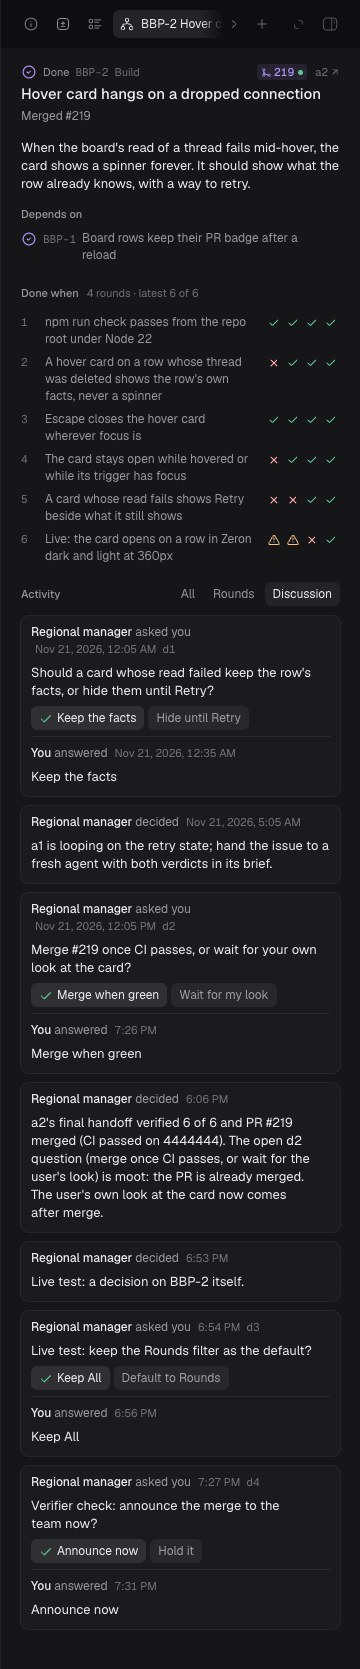 BBP-2 Hover c
Done BBP-2 Build 219 a2 ↗
Hover card hangs on a dropped connection
Merged #219
When the board's read of a thread fails mid-hover, the
card shows a spinner forever. It should show what the
row already knows, with a way to retry.
Depends on
BBP-1 Board rows keep their PR badge after a
reload
Done when 4 rounds · latest 6 of 6
1 npm run check passes from the repo
root under Node 22
2 A hover card on a row whose thread
was deleted shows the row's own
facts, never a spinner
3 Escape closes the hover card
wherever focus is
4 The card stays open while hovered or
while its trigger has focus
5 A card whose read fails shows Retry
beside what it still shows
6 Live: the card opens on a row in Zeron
dark and light at 360px
Activity All Rounds Discussion
Regional manager asked you
Nov 21, 2026, 12:05 AM d1
Should a card whose read failed keep the row's
facts, or hide them until Retry?
Keep the facts Hide until Retry
You answered Nov 21, 2026, 12:35 AM
Keep the facts
Regional manager decided Nov 21, 2026, 5:05 AM
a1 is looping on the retry state; hand the issue to a
fresh agent with both verdicts in its brief.
Regional manager asked you
Nov 21, 2026, 12:05 PM d2
Merge #219 once CI passes, or wait for your own
look at the card?
Merge when green Wait for my look
You answered 7:26 PM
Merge when green
Regional manager decided 6:06 PM
a2's final handoff verified 6 of 6 and PR #219
merged (CI passed on 4444444). The open d2
question (merge once CI passes, or wait for the
user's look) is moot: the PR is already merged.
The user's own look at the card now comes
after merge.
Regional manager decided 6:53 PM
Live test: a decision on BBP-2 itself.
Regional manager asked you 6:54 PM d3
Live test: keep the Rounds filter as the default?
Keep All Default to Rounds
You answered 6:56 PM
Keep All
Regional manager asked you 7:27 PM d4
Verifier check: announce the merge to the
team now?
Announce now Hold it
You answered 7:31 PM
Announce now